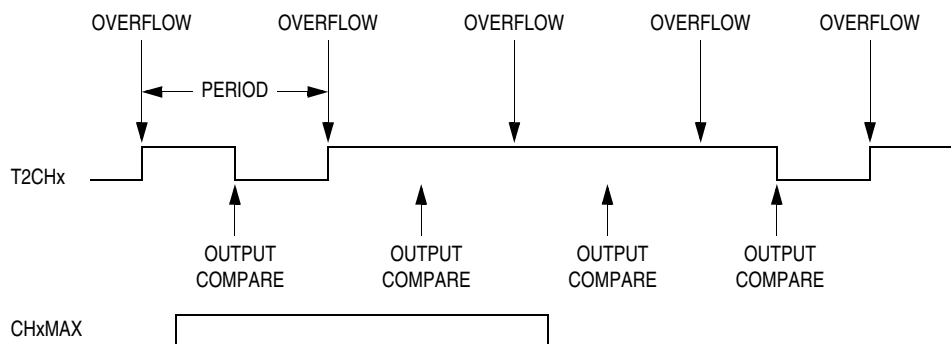 OVERFLOW OVERFLOW OVERFLOW OVERFLOW OVERFLOW
PERIOD
T2CHx
OUTPUT COMPARE
OUTPUT COMPARE
OUTPUT COMPARE
OUTPUT COMPARE
CHxMAX